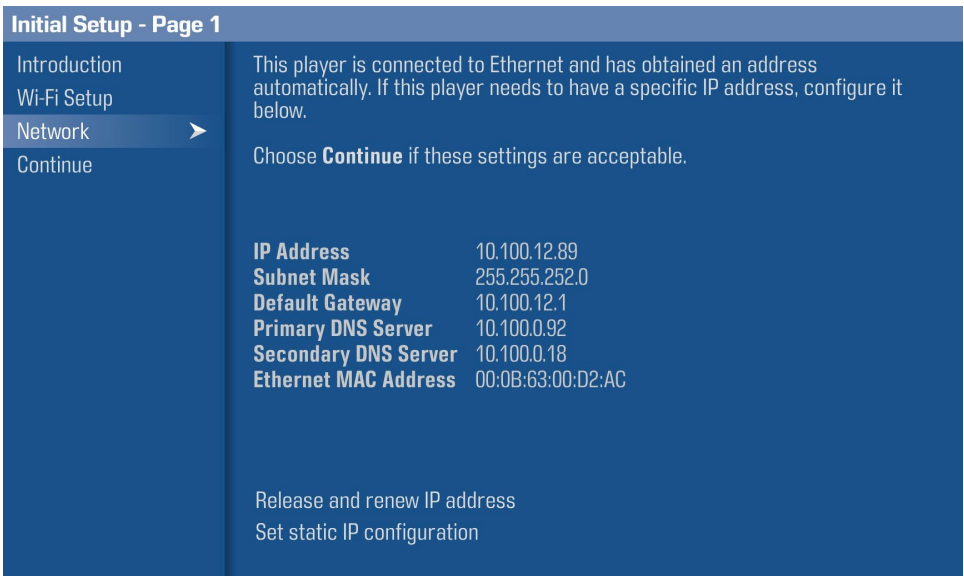 Initial Setup - Page 1
Introduction
Wi-Fi Setup
Network
Continue
This player is connected to Ethernet and has obtained an address
automatically. If this player needs to have a specific IP address, configure it
below.
Choose Continue if these settings are acceptable.
IP Address 10.100.12.89
Subnet Mask 255.255.252.0
Default Gateway 10.100.12.1
Primary DNS Server 10.100.0.92
Secondary DNS Server 10.100.0.18
Ethernet MAC Address 00:0B:63:00:D2:AC
Release and renew IP address
Set static IP configuration